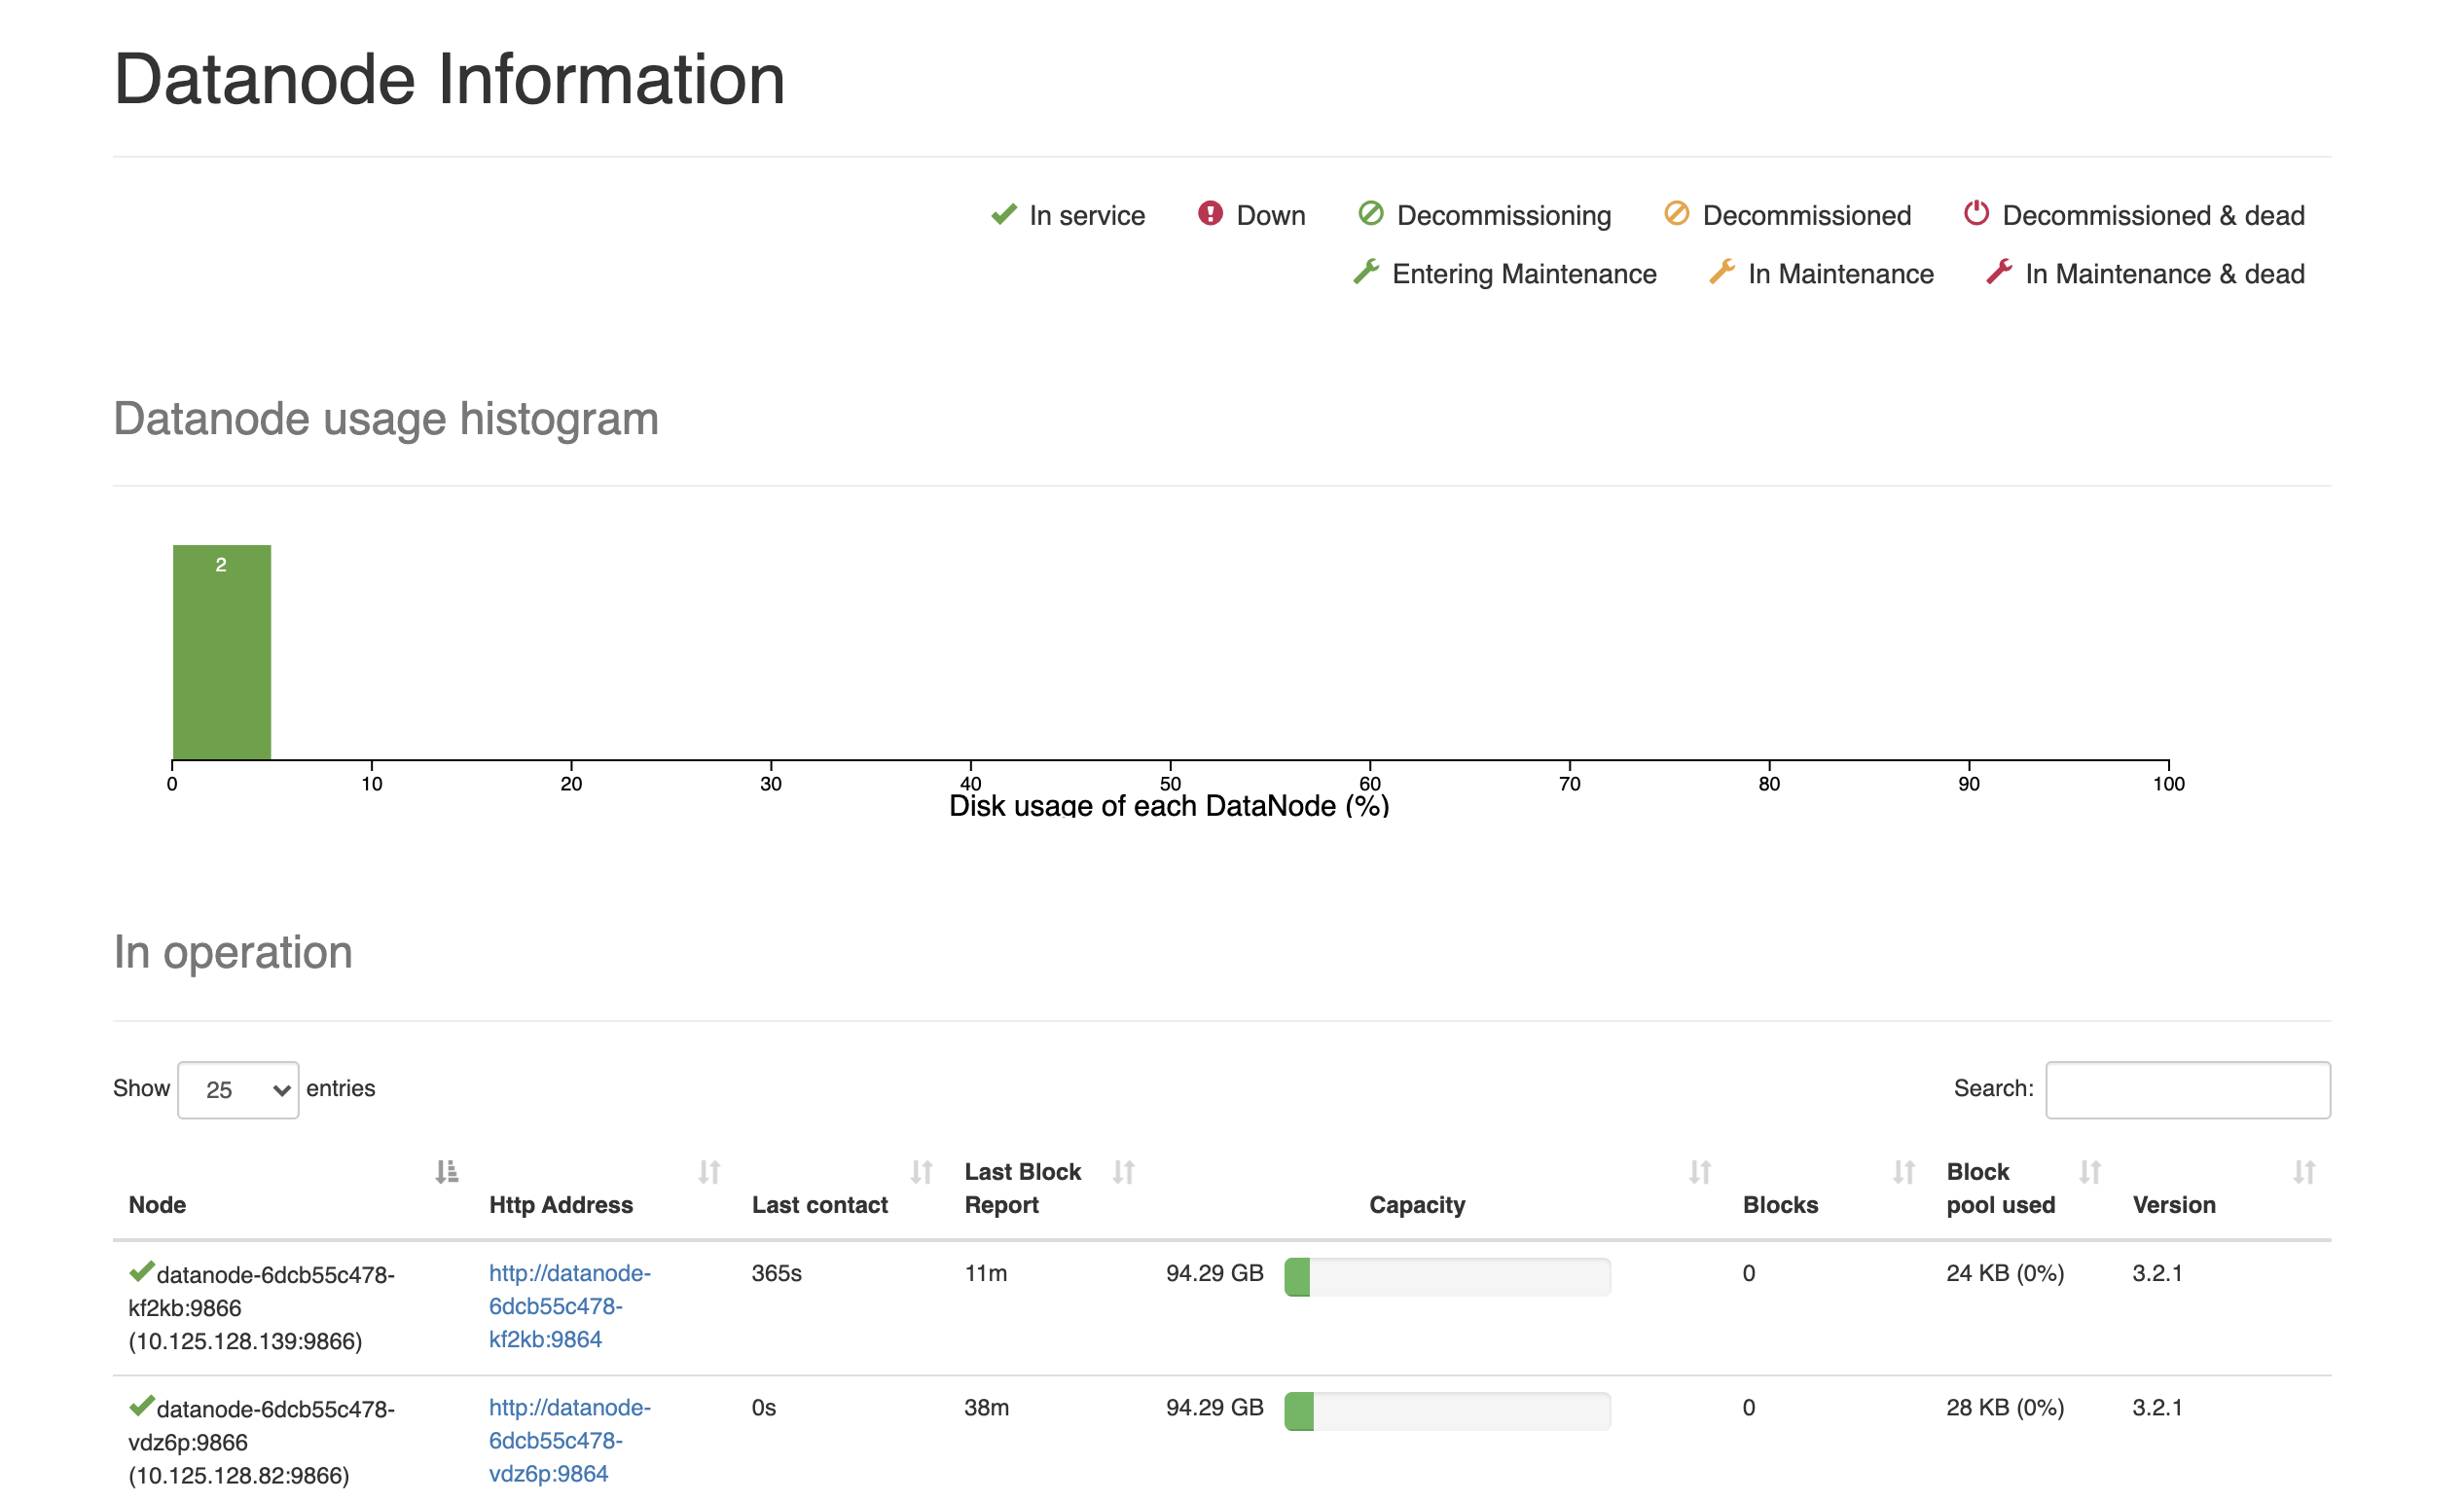 Datanode Information
In service Down Decommissioning Decommissioned Decommissioned & dead
Entering Maintenance In Maintenance In Maintenance & dead
Datanode usage histogram
2
0 10 20 30 40 50 60 70 80 90 100
Disk usage of each DataNode (%)
In operation
Show 25 entries Search:
Node Http Address Last contact Last Block Report Capacity Blocks Block pool used Version
datanode-6dcb55c478- http://datanode- 365s 11m 94.29 GB 0 24 KB (0%) 3.2.1
kf2kb:9866 6dcb55c478-
(10.125.128.139:9866) kf2kb:9864
datanode-6dcb55c478- http://datanode- 0s 38m 94.29 GB 0 28 KB (0%) 3.2.1
vdz6p:9866 6dcb55c478-
(10.125.128.82:9866) vdz6p:9864